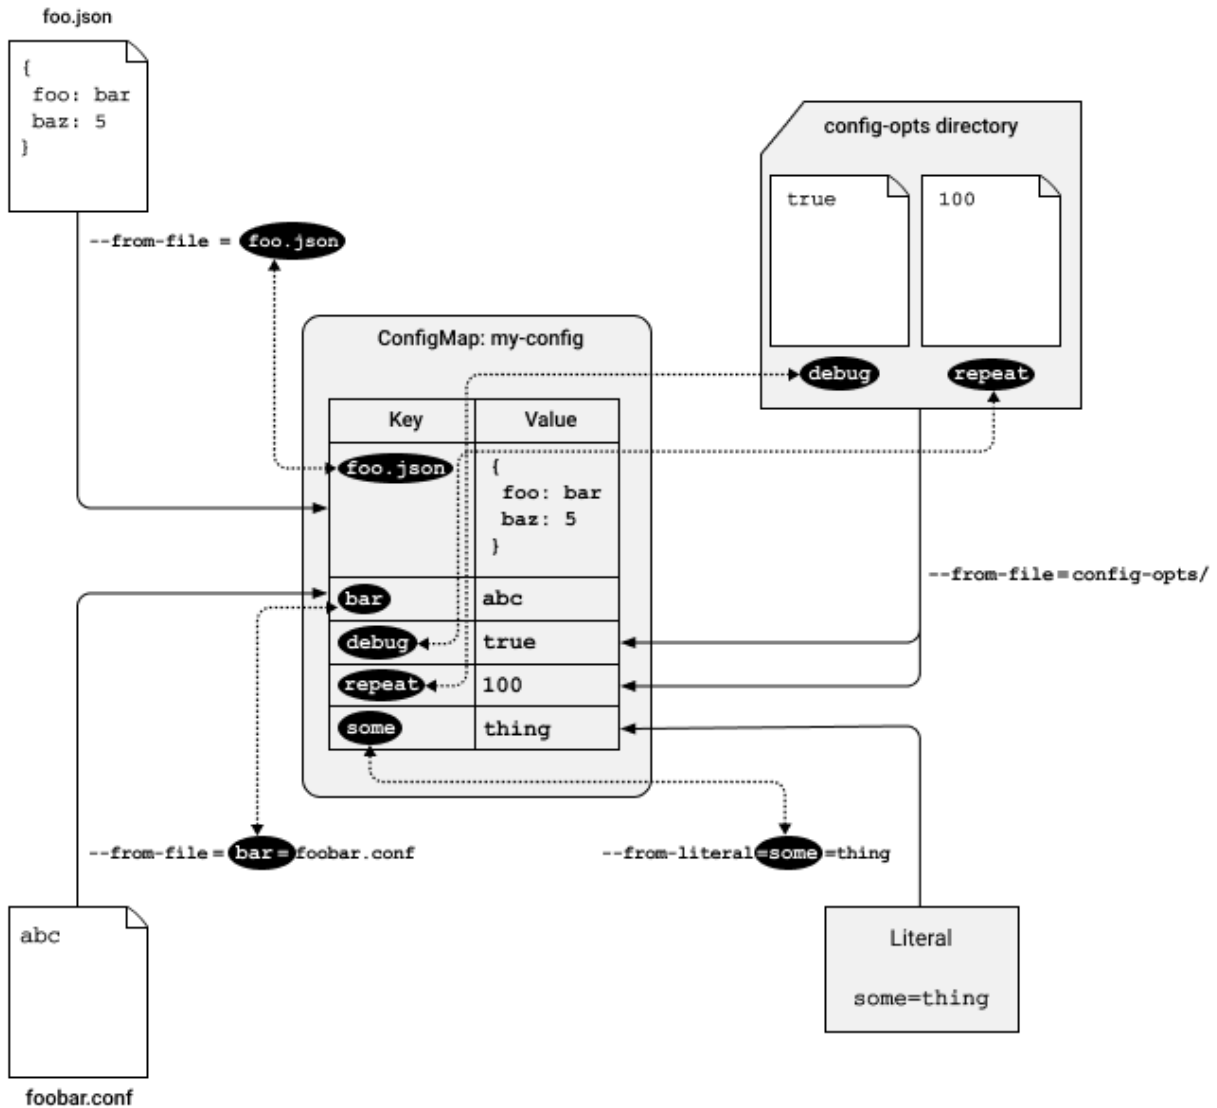 foo.json
{
foo: bar
baz: 5
}
--from-file = foo.json
config-opts directory
true
100
debug
repeat
ConfigMap: my-config
Key
Value
foo.json
{
foo: bar
baz: 5
}
bar
abc
debug
true
repeat
100
some
thing
--from-file=config-opts/
--from-file=bar=foobar.conf
--from-literal=some=thing
abc
foobar.conf
Literal
some=thing